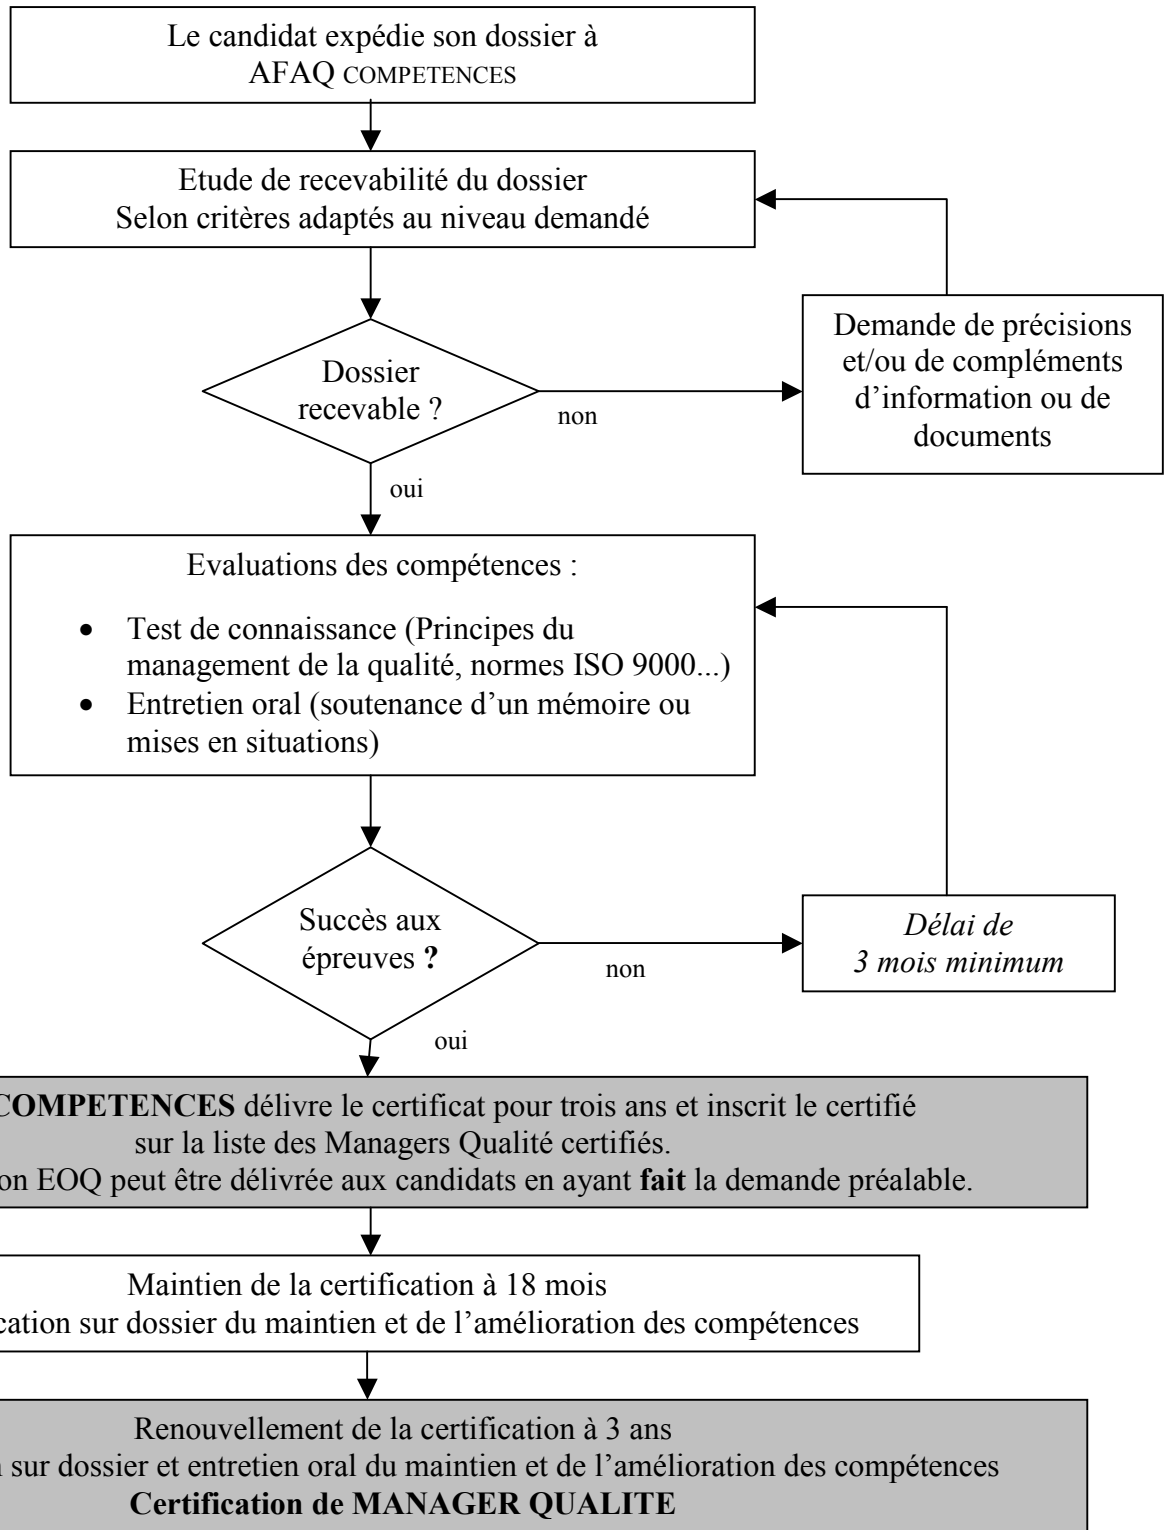 Le candidat expédie son dossier à
AFAQ COMPETENCES
Etude de recevabilité du dossier
Selon critères adaptés au niveau demandé
Dossier
recevable ?
non
Demande de précisions
et/ou de compléments
d’information ou de
documents
oui
Evaluations des compétences :
• Test de connaissance (Principes du
management de la qualité, normes ISO 9000...)
• Entretien oral (soutenance d’un mémoire ou
mises en situations)
Succès aux
épreuves ?
non
Délai de
3 mois minimum
oui
COMPETENCES délivre le certificat pour trois ans et inscrit le certifié
sur la liste des Managers Qualité certifiés.
on EOQ peut être délivrée aux candidats en ayant fait la demande préalable.
Maintien de la certification à 18 mois
cation sur dossier du maintien et de l’amélioration des compétences
Renouvellement de la certification à 3 ans
n sur dossier et entretien oral du maintien et de l’amélioration des compétences
Certification de MANAGER QUALITE